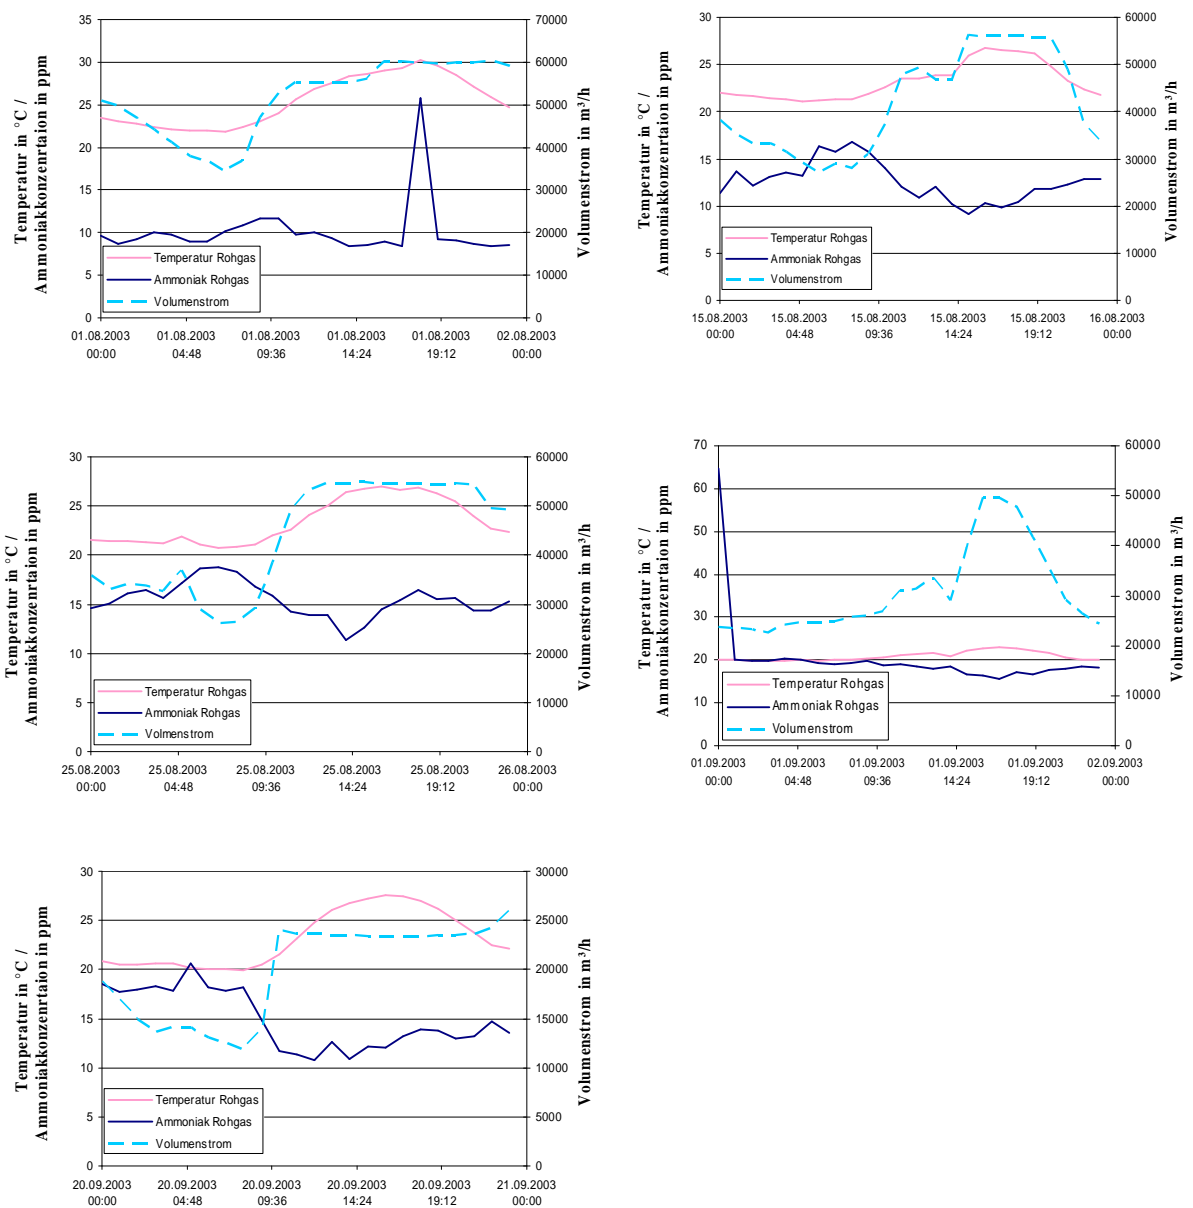 35
30
25
20
15
10
5
0
70000
60000
50000
40000
30000
20000
10000
0
Temperatur in °C /
Ammoniakkonzenrtaion in ppm
Volumenstrom in m³/h
Temperatur Rohgas
Ammoniak Rohgas
Volumenstrom
01.08.2003 01.08.2003 01.08.2003 01.08.2003 01.08.2003 02.08.2003
00:00 04:48 09:36 14:24 19:12 00:00
30
25
20
15
10
5
0
60000
50000
40000
30000
20000
10000
0
Temperatur in °C /
Ammoniakkonzenrtaion in ppm
Volumenstrom in m³/h
Temperatur Rohgas
Ammoniak Rohgas
Volumenstrom
15.08.2003 15.08.2003 15.08.2003 15.08.2003 15.08.2003 16.08.2003
00:00 04:48 09:36 14:24 19:12 00:00
30
25
20
15
10
5
0
60000
50000
40000
30000
20000
10000
0
Temperatur in °C /
Ammoniakkonzenrtaion in ppm
Volumenstrom in m³/h
Temperatur Rohgas
Ammoniak Rohgas
Volmenstrom
25.08.2003 25.08.2003 25.08.2003 25.08.2003 25.08.2003 26.08.2003
00:00 04:48 09:36 14:24 19:12 00:00
70
60
50
40
30
20
10
0
60000
50000
40000
30000
20000
10000
0
Temperatur in °C /
Ammoniakkonzenrtaion in ppm
Volumenstrom in m³/h
Temperatur Rohgas
Ammoniak Rohgas
Volumenstrom
01.09.2003 01.09.2003 01.09.2003 01.09.2003 01.09.2003 02.09.2003
00:00 04:48 09:36 14:24 19:12 00:00
30
25
20
15
10
5
0
30000
25000
20000
15000
10000
5000
0
Temperatur in °C /
Ammoniakkonzenrtaion in ppm
Volumenstrom in m³/h
Temperatur Rohgas
Ammoniak Rohgas
Volumenstrom
20.09.2003 20.09.2003 20.09.2003 20.09.2003 20.09.2003 21.09.2003
00:00 04:48 09:36 14:24 19:12 00:00